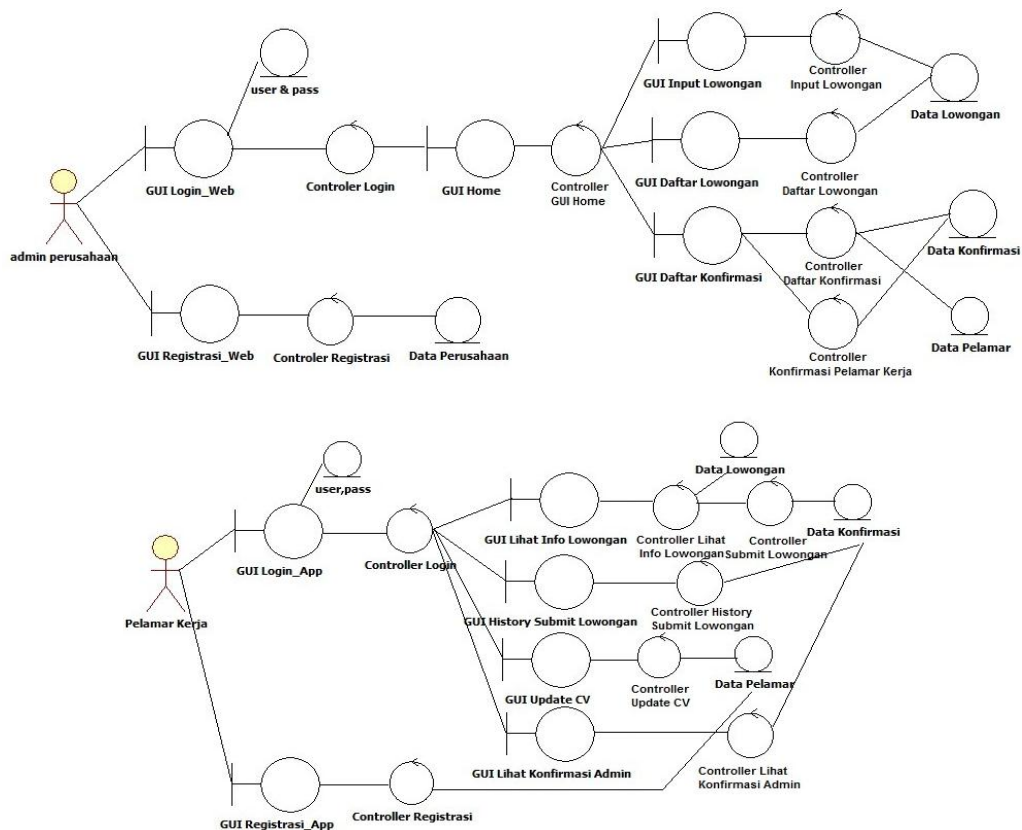 user & pass
GUI Login_Web
Controler Login
GUI Home
Controller
GUI Home
GUI Input Lowongan
Controller
Input Lowongan
Data Lowongan
GUI Daftar Lowongan
Controller
Daftar Lowongan
admin perusahaan
GUI Daftar Konfirmasi
Controller
Daftar Konfirmasi
Data Konfirmasi
GUI Registrasi_Web
Controler Registrasi
Data Perusahaan
Controller
Konfirmasi Pelamar Kerja
Data Pelamar
user,pass
Data Lowongan
GUI Login_App
Controller Login
GUI Lihat Info Lowongan
Controller Lihat
Info Lowongan
Controller
Submit Lowongan
Data Konfirmasi
Pelamar Kerja
GUI History Submit Lowongan
Controller History
Submit Lowongan
GUI Update CV
Controller
Update CV
Data Pelamar
GUI Lihat Konfirmasi Admin
Controller Lihat
Konfirmasi Admin
GUI Registrasi_App
Controller Registrasi